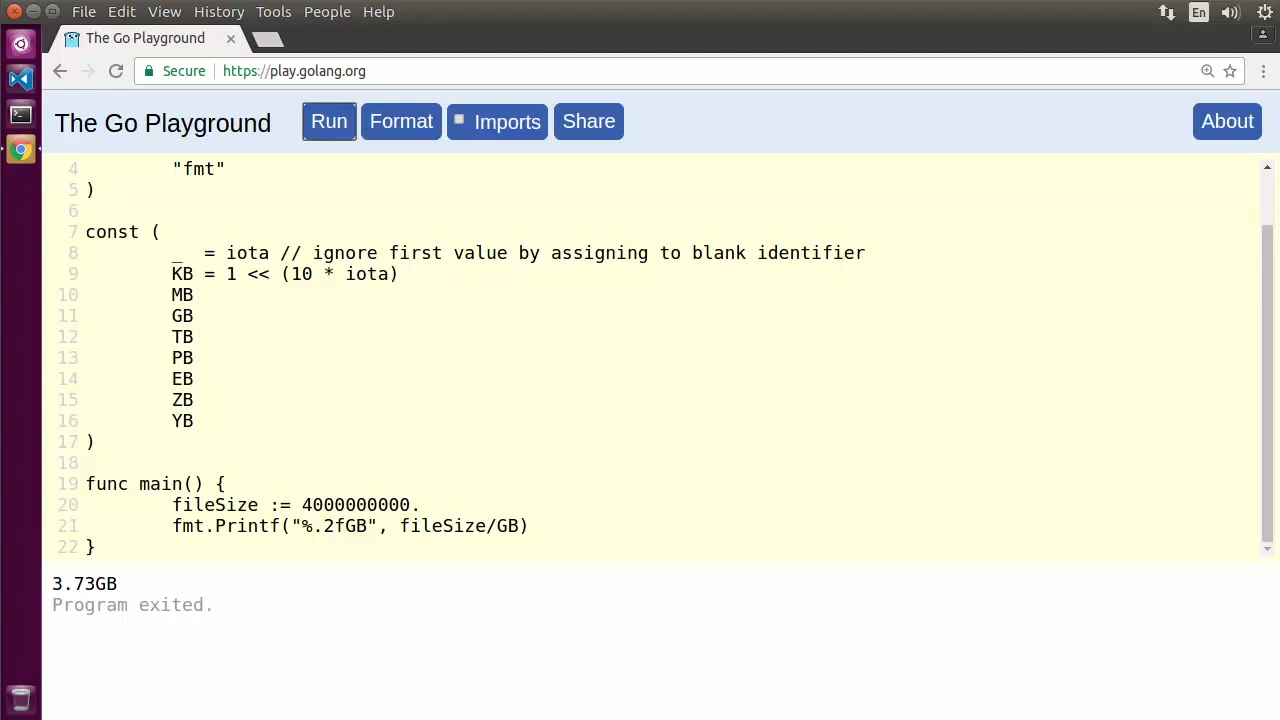 File Edit View History Tools People Help
En
The Go Playground
Secure https://play.golang.org
The Go Playground Run Format Imports Share About
4 "fmt"
5 )
6
7 const (
8 _ = iota // ignore first value by assigning to blank identifier
9 KB = 1 << (10 * iota)
10 MB
11 GB
12 TB
13 PB
14 EB
15 ZB
16 YB
17 )
18
19 func main() {
20 fileSize := 4000000000.
21 fmt.Printf("%.2fGB", fileSize/GB)
22 }
3.73GB
Program exited.